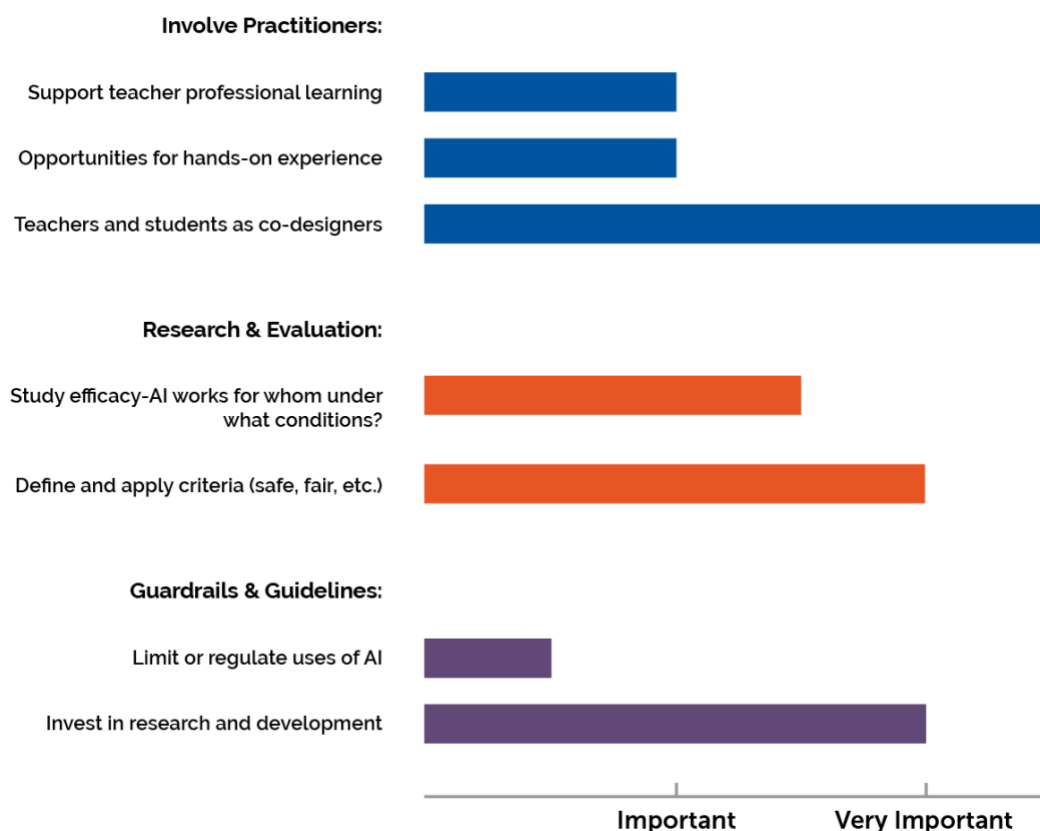 Involve Practitioners:
Support teacher professional learning
Opportunities for hands-on experience
Teachers and students as co-designers
Research & Evaluation:
Study efficacy-AI works for whom under
what conditions?
Define and apply criteria (safe, fair, etc.)
Guardrails & Guidelines:
Limit or regulate uses of AI
Invest in research and development
Important
Very Important